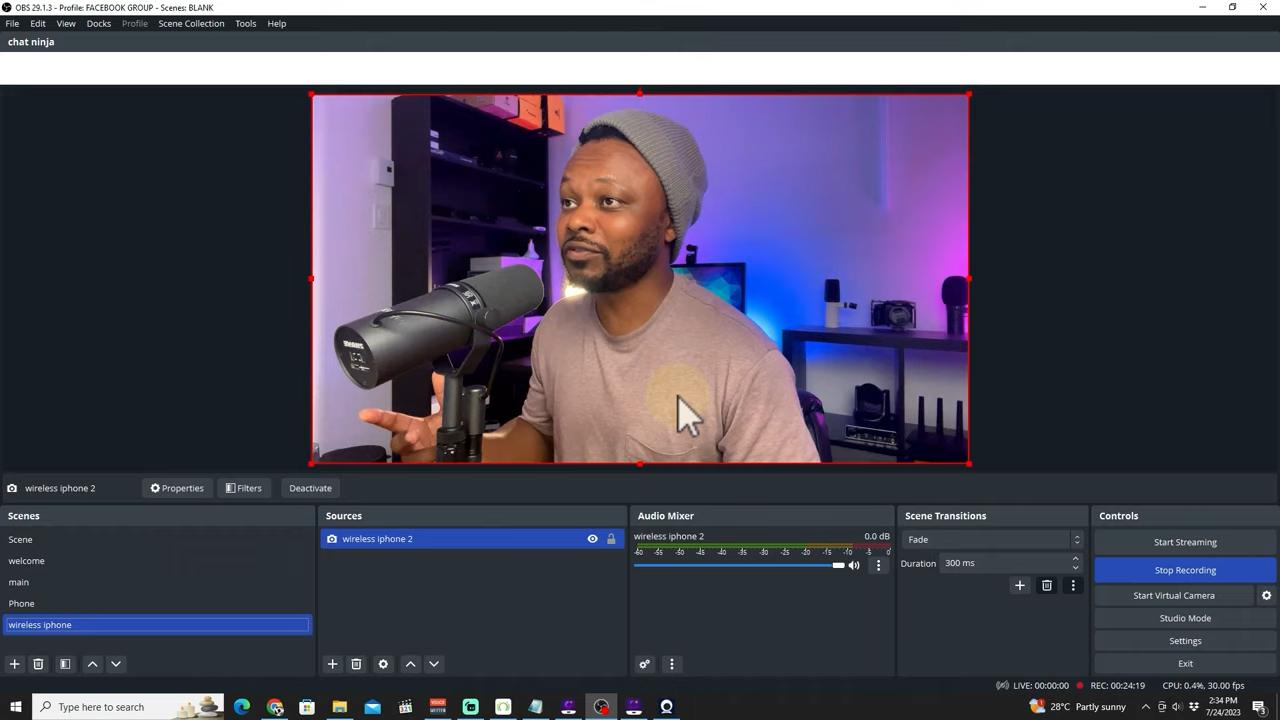 OBS 29.1.3 - Profile: FACEBOOK GROUP - Scenes: BLANK
File Edit View Docks Profile Scene Collection Tools Help
chat ninja
wireless iphone 2 Properties Filters Deactivate
Scenes
Scene
welcome
main
Phone
wireless iphone
Sources
wireless iphone 2
Audio Mixer
wireless iphone 2 0.0 dB
-60 -55 -50 -45 -40 -35 -30 -25 -20 -15 -10 -5 0
Scene Transitions
Fade
Duration 300 ms
Controls
Start Streaming
Stop Recording
Start Virtual Camera
Studio Mode
Settings
Exit
LIVE: 00:00:00 REC: 00:24:19 CPU: 0.4%, 30.00 fps
Type here to search
28°C Partly sunny
2:34 PM
7/24/2023
3